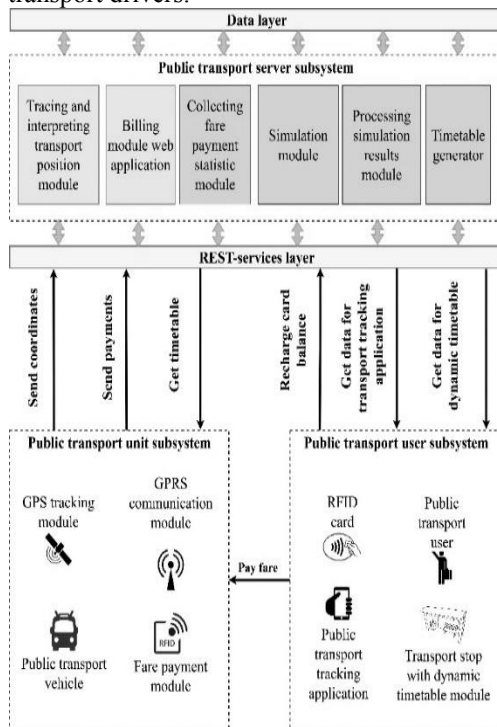 transport drivers.
Data layer
Public transport server subsystem
Tracing and
interpreting
transport
position
module
Billing
module web
application
Collecting
fare
payment
statistic
module
Simulation
module
Processing
simulation
results
module
Timetable
generator
REST-services layer
Send coordinates
Send payments
Get timetable
Recharge card
balance
Get data for
transport tracking
application
Get data for
dynamic timetable
Public transport unit subsystem
GPS tracking
module
GPRS
communication
module
Public transport
vehicle
RFID
Fare payment
module
Pay fare
Public transport user subsystem
RFID
card
Public
transport
user
Public
transport
tracking
application
Transport stop
with dynamic
timetable module